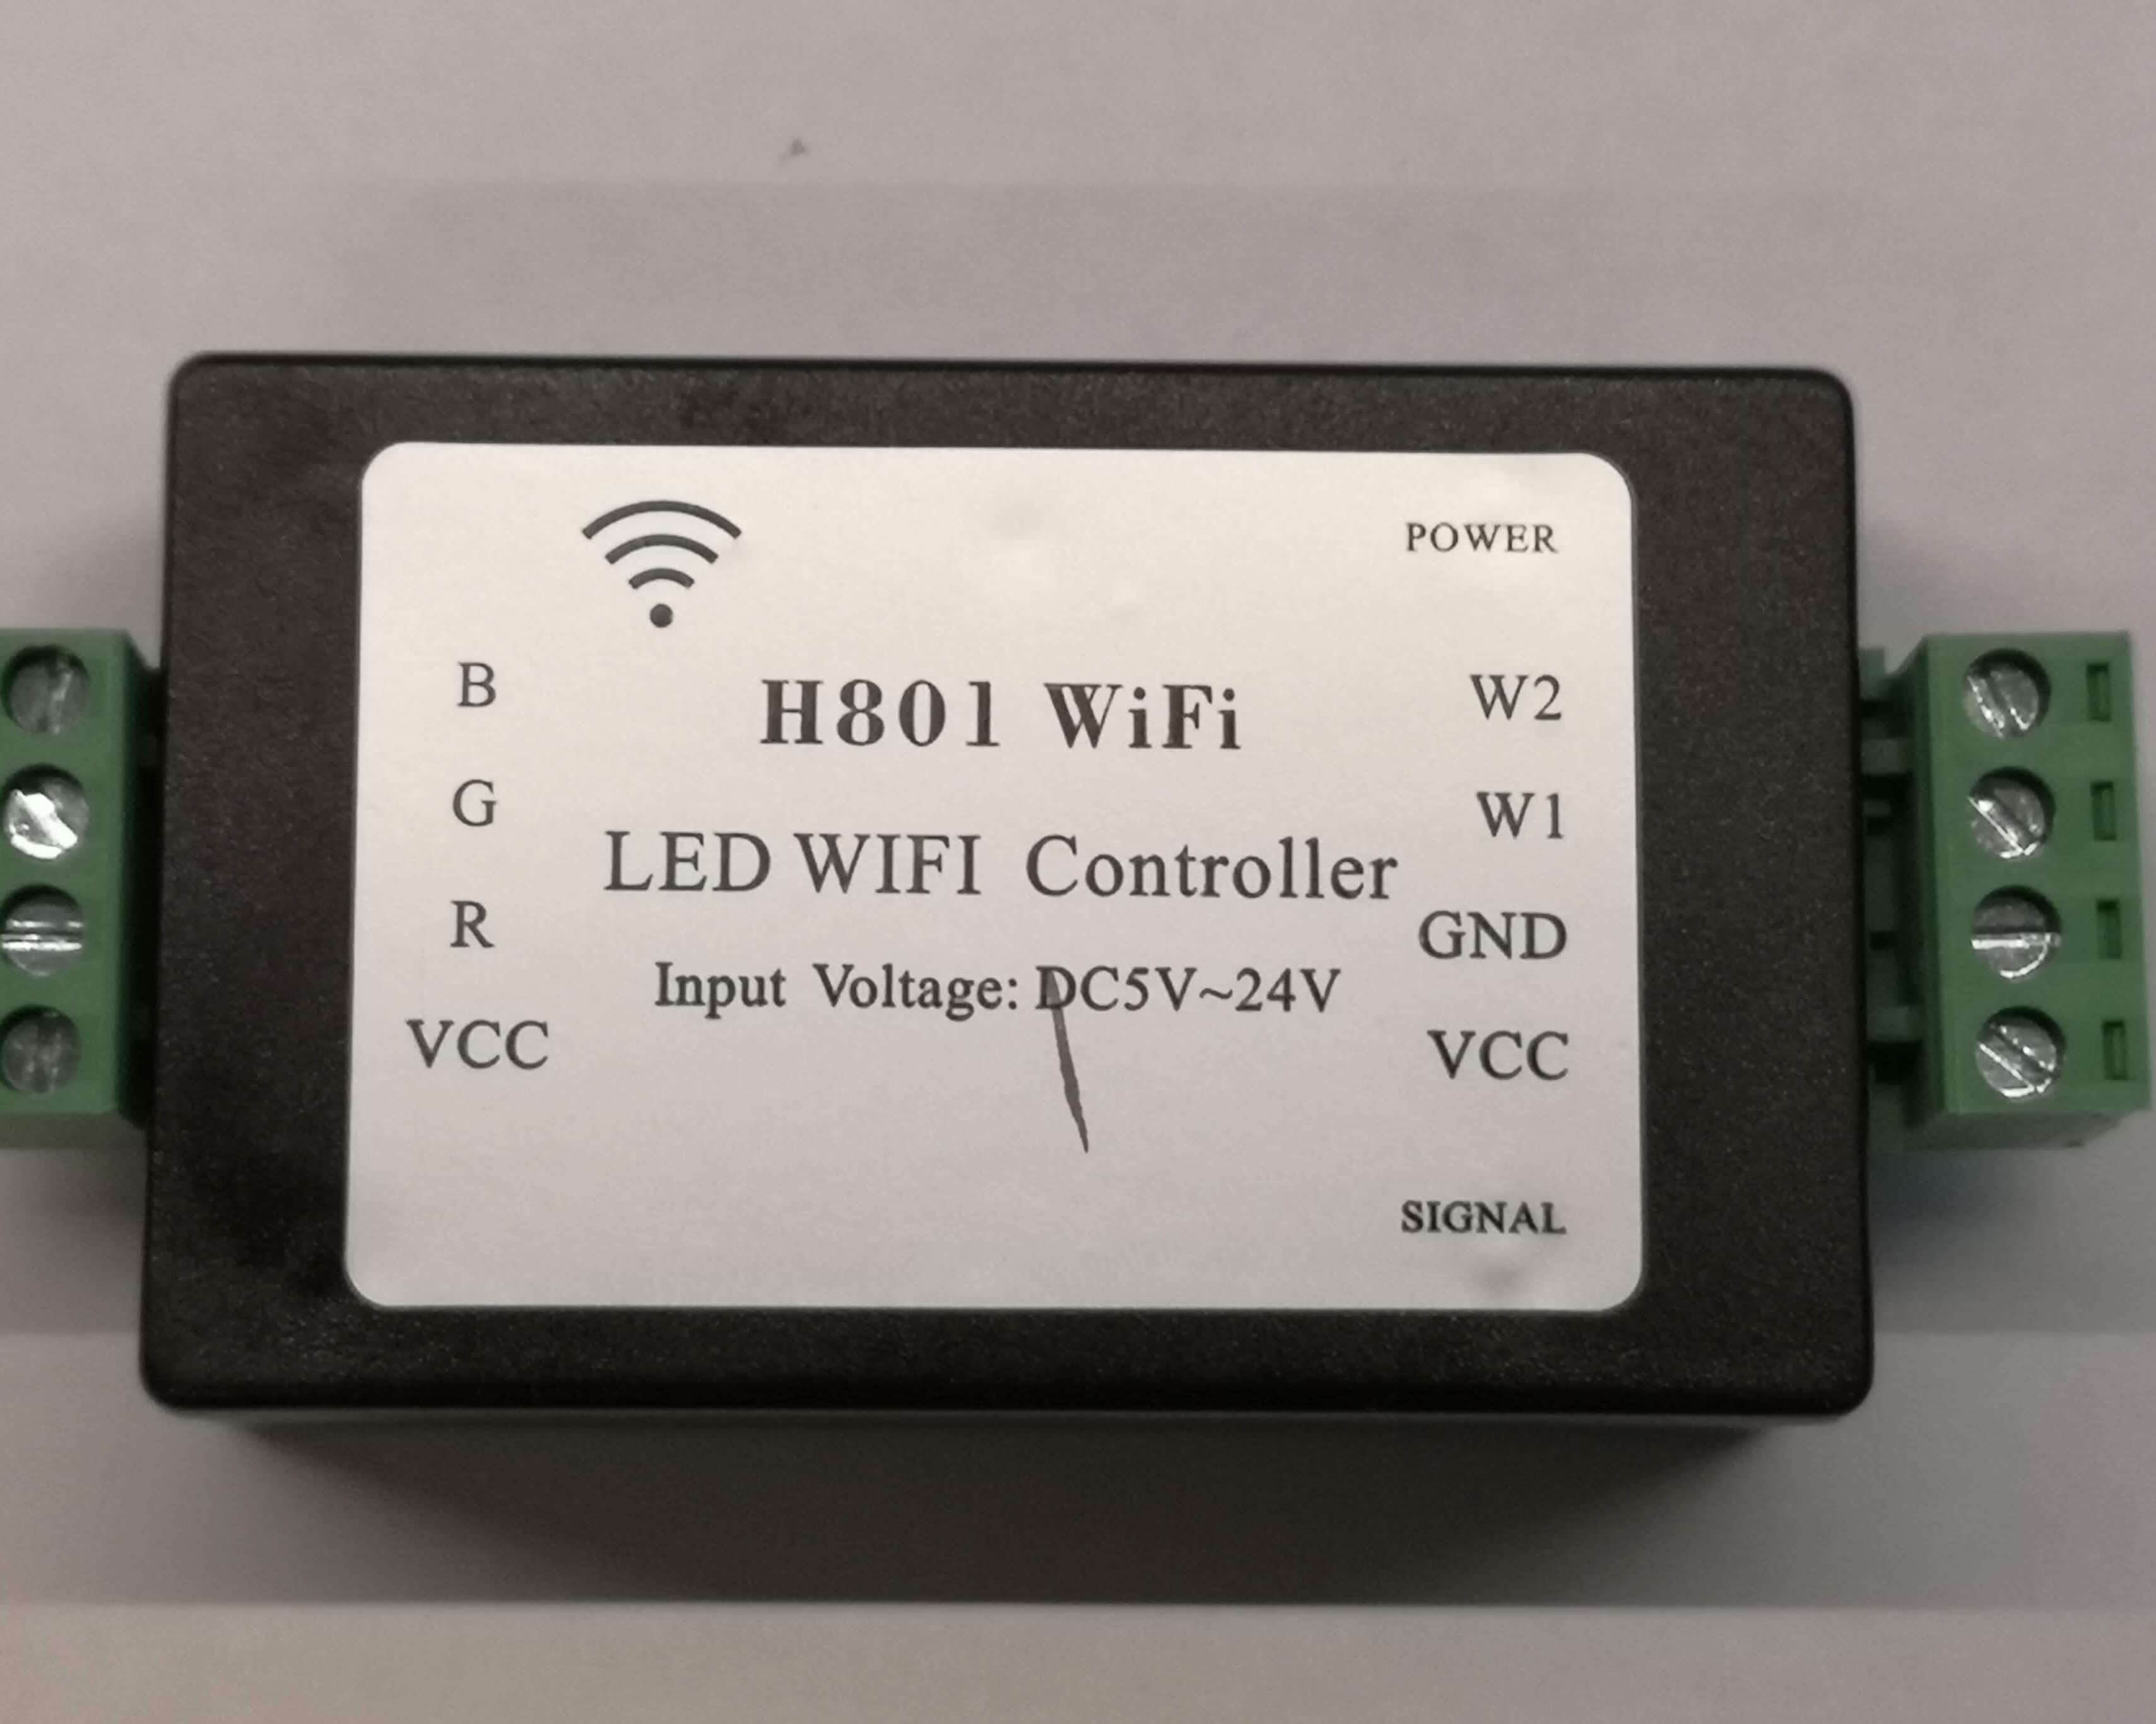 POWER
B
H801 WiFi
W2
G
W1
LED WIFI Controller
R
GND
Input Voltage: DC5V~24V
VCC
VCC
SIGNAL